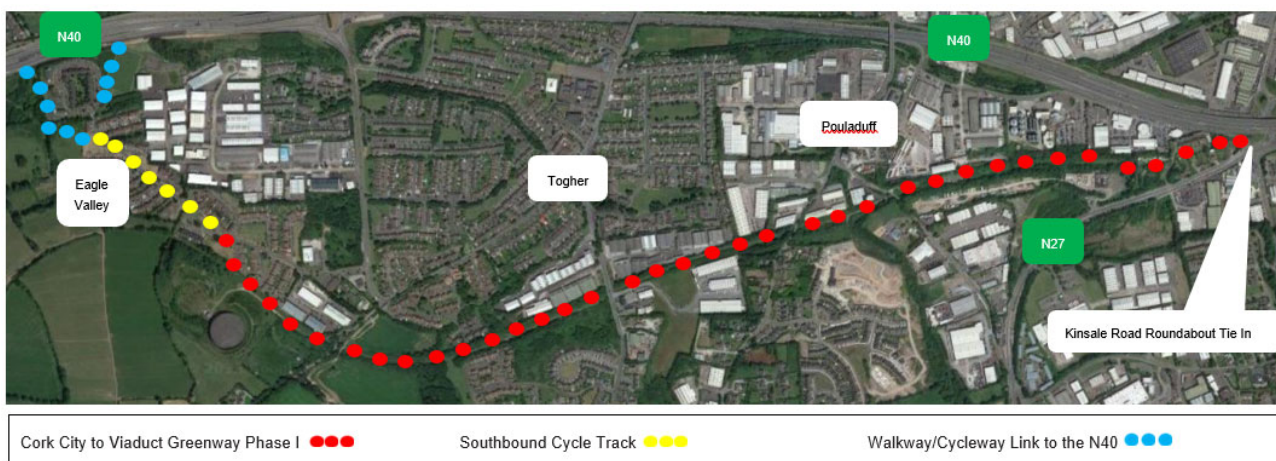 N40
N40
Pouladuff
Togher
Eagle
Valley
N27
Kinsale Road Roundabout Tie In
Cork City to Viaduct Greenway Phase I
Southbound Cycle Track
Walkway/Cycleway Link to the N40